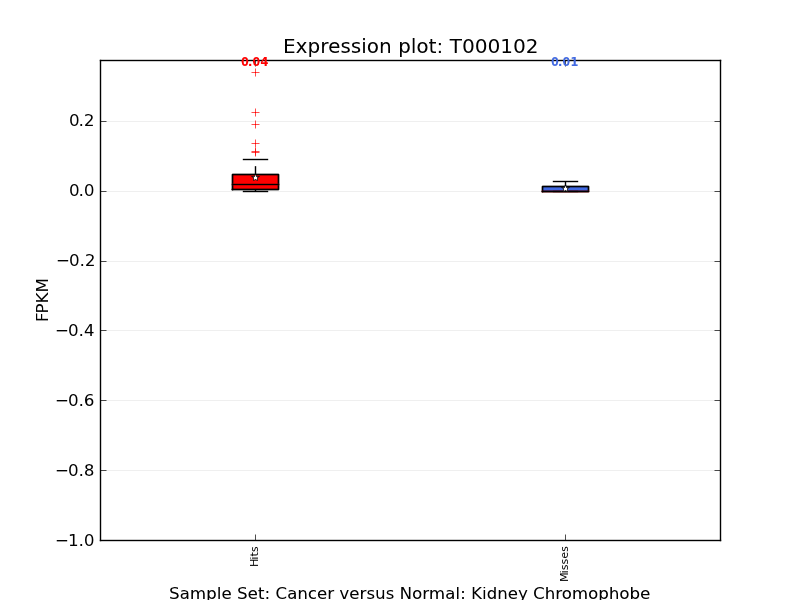 Expression plot: T000102
0.04 0.01
0.2
0.0
−0.2
−0.4
−0.6
−0.8
−1.0
FPKM
Hits Misses
Sample Set: Cancer versus Normal: Kidney Chromophobe